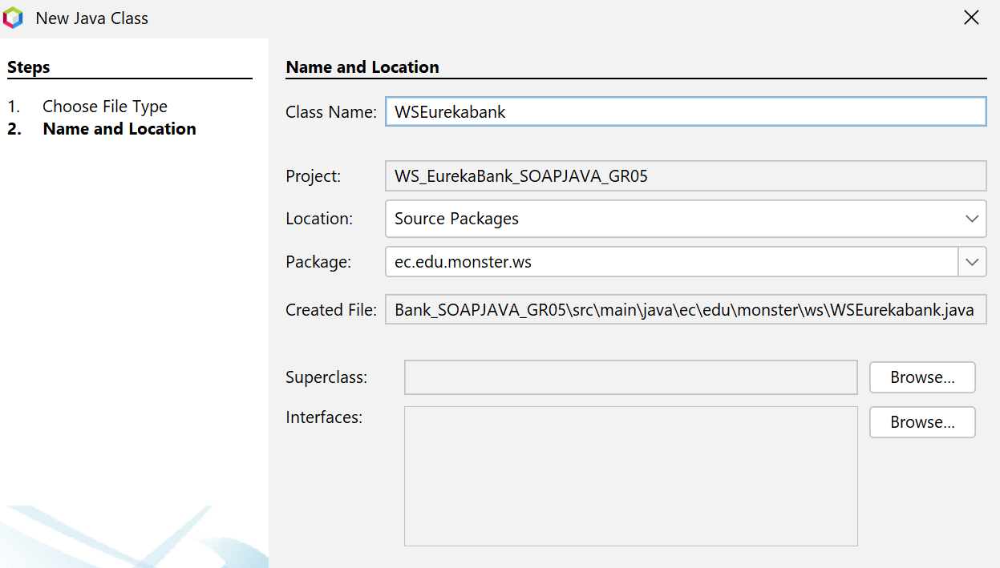 New Java Class
Steps
1. Choose File Type
2. Name and Location
Name and Location
Class Name: WSEurekabank
Project: WS_EurekaBank_SOAPJAVA_GR05
Location: Source Packages
Package: ec.edu.monster.ws
Created File: Bank_SOAPJAVA_GR05\src\main\java\ec\edu\monster\ws\WSEurekabank.java
Superclass: Browse...
Interfaces: Browse...